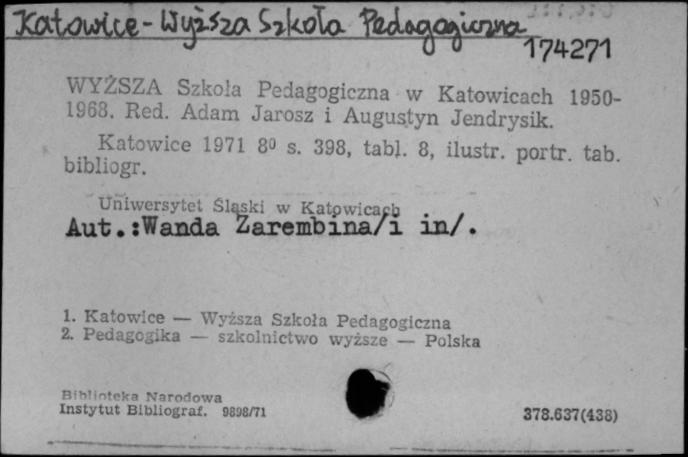 Katowice - Wyższa Szkoła Pedagogiczna
174271
WYŻSZA Szkoła Pedagogiczna w Katowicach 1950-
1968. Red. Adam Jarosz i Augustyn Jendrysik.
Katowice 1971 8⁰ s. 398, tabl. 8, ilustr. portr. tab.
bibliogr.
Uniwersytet Śląski w Katowicach
Aut.:Wanda Zarembina/i in/.
1. Katowice — Wyższa Szkoła Pedagogiczna
2. Pedagogika — szkolnictwo wyższe — Polska
Biblioteka Narodowa
Instytut Bibliograf. 9898/71
378.637(438)